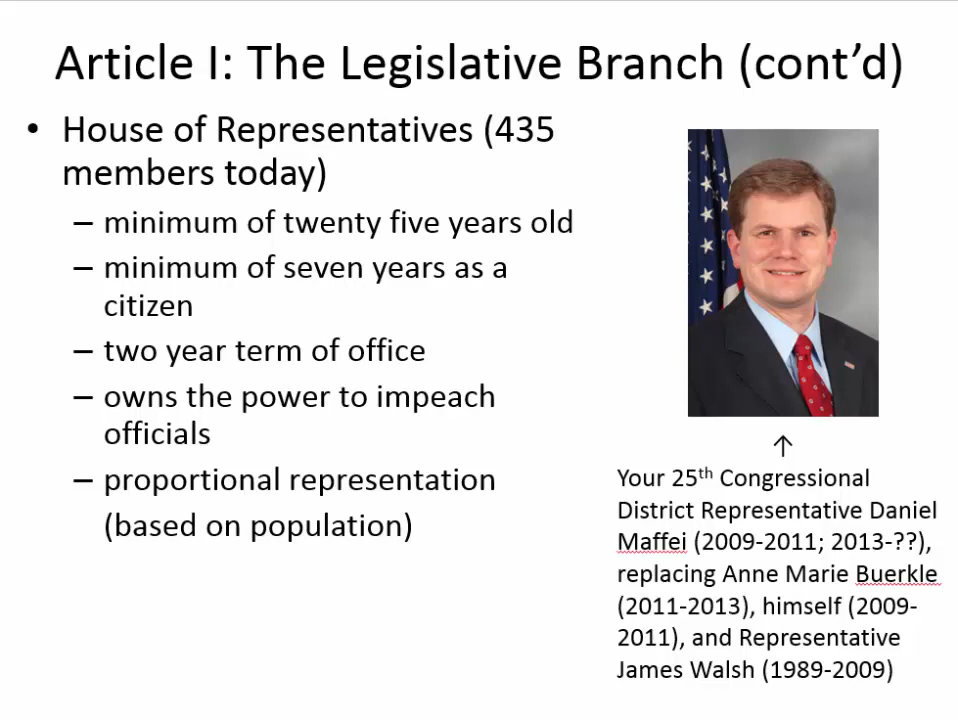 Article I: The Legislative Branch (cont’d)
• House of Representatives (435
members today)
– minimum of twenty five years old
– minimum of seven years as a
citizen
– two year term of office
– owns the power to impeach
officials
– proportional representation
(based on population)
↑
Your 25th Congressional
District Representative Daniel
Maffei (2009-2011; 2013-??),
replacing Anne Marie Buerkle
(2011-2013), himself (2009-
2011), and Representative
James Walsh (1989-2009)